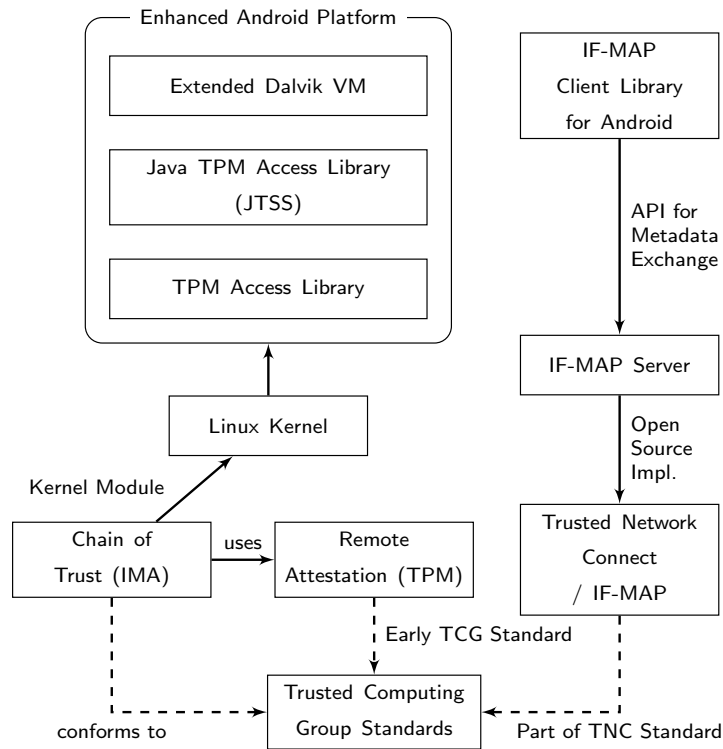 Enhanced Android Platform
Extended Dalvik VM
Java TPM Access Library
(JTSS)
TPM Access Library
Linux Kernel
Kernel Module
Chain of
Trust (IMA)
uses
Remote
Attestation (TPM)
Early TCG Standard
conforms to
Trusted Computing
Group Standards
IF-MAP
Client Library
for Android
API for
Metadata
Exchange
IF-MAP Server
Open
Source
Impl.
Trusted Network
Connect
/ IF-MAP
Part of TNC Standard